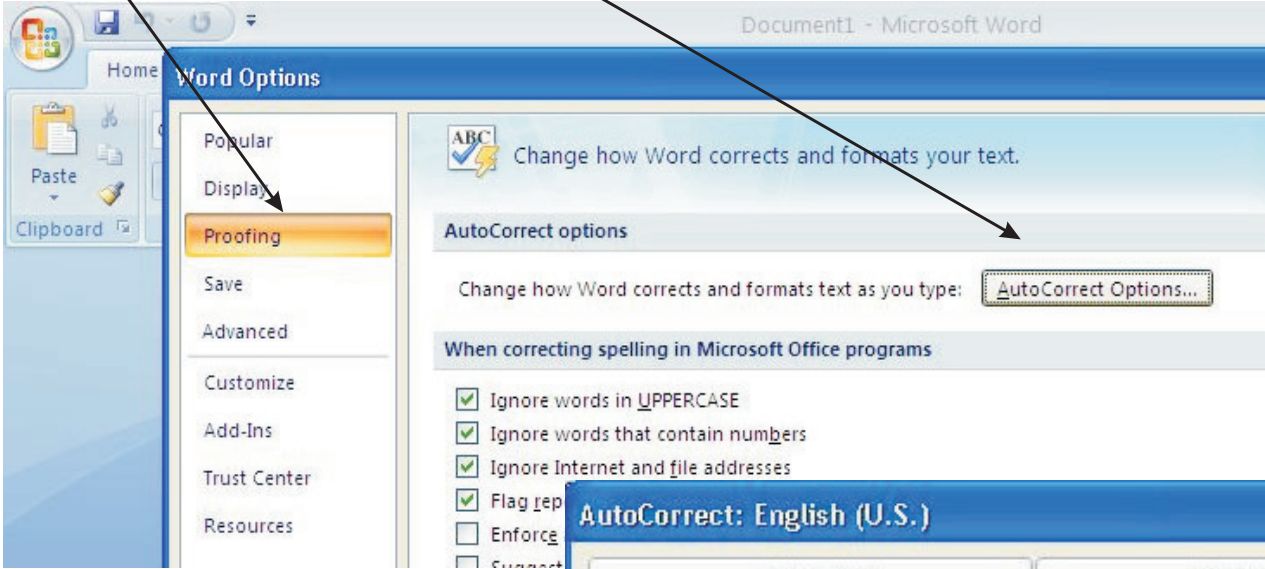 Document1 - Microsoft Word
Home
Word Options
Paste
Clipboard
Popular
Display
Proofing
Save
Advanced
Customize
Add-Ins
Trust Center
Resources
ABC
Change how Word corrects and formats your text.
AutoCorrect options
Change how Word corrects and formats text as you type: AutoCorrect Options...
When correcting spelling in Microsoft Office programs
Ignore words in UPPERCASE
Ignore words that contain numbers
Ignore Internet and file addresses
Flag rep
Enforce
Suggest
AutoCorrect: English (U.S.)